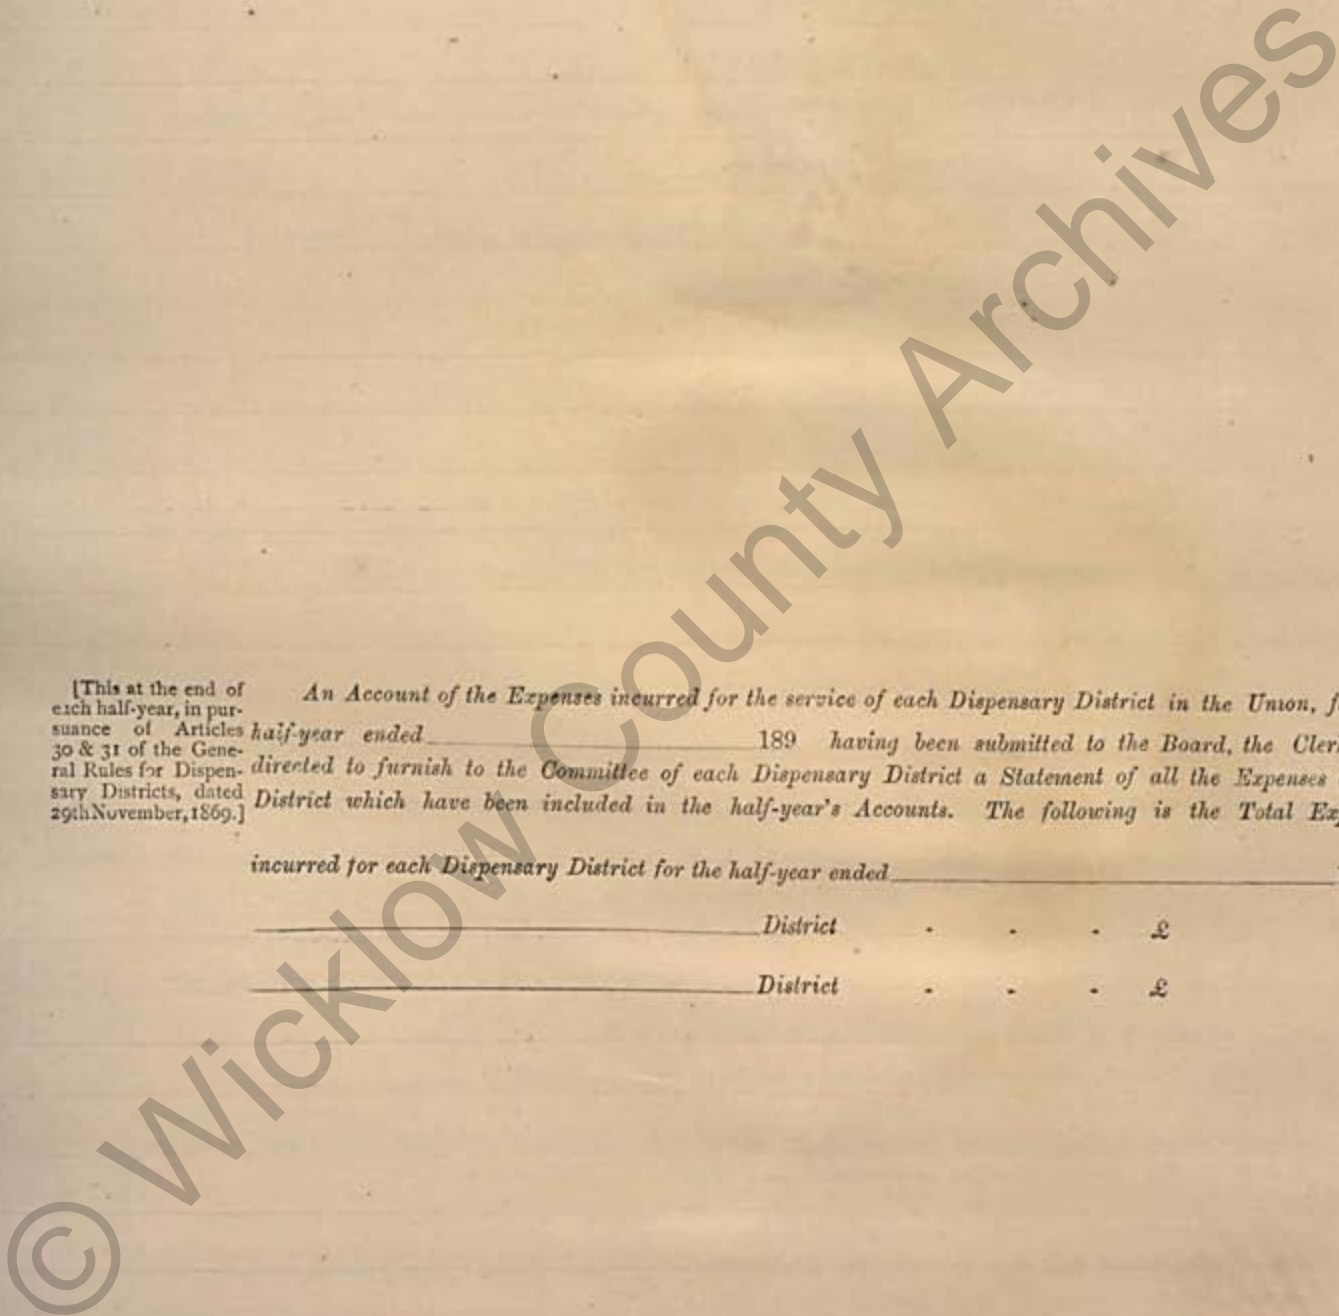 [This at the end of
each half-year, in pur-
suance of Articles
30 & 31 of the Gene-
ral Rules for Dispen-
sary Districts, dated
29th November, 1869.]
An Account of the Expenses incurred for the service of each Dispensary District in the Union, f
half-year ended 189 having been submitted to the Board, the Cler
directed to furnish to the Committee of each Dispensary District a Statement of all the Expenses
District which have been included in the half-year's Accounts. The following is the Total Exp
incurred for each Dispensary District for the half-year ended
District - - - £
District - - - £
© Wicklow County Archives